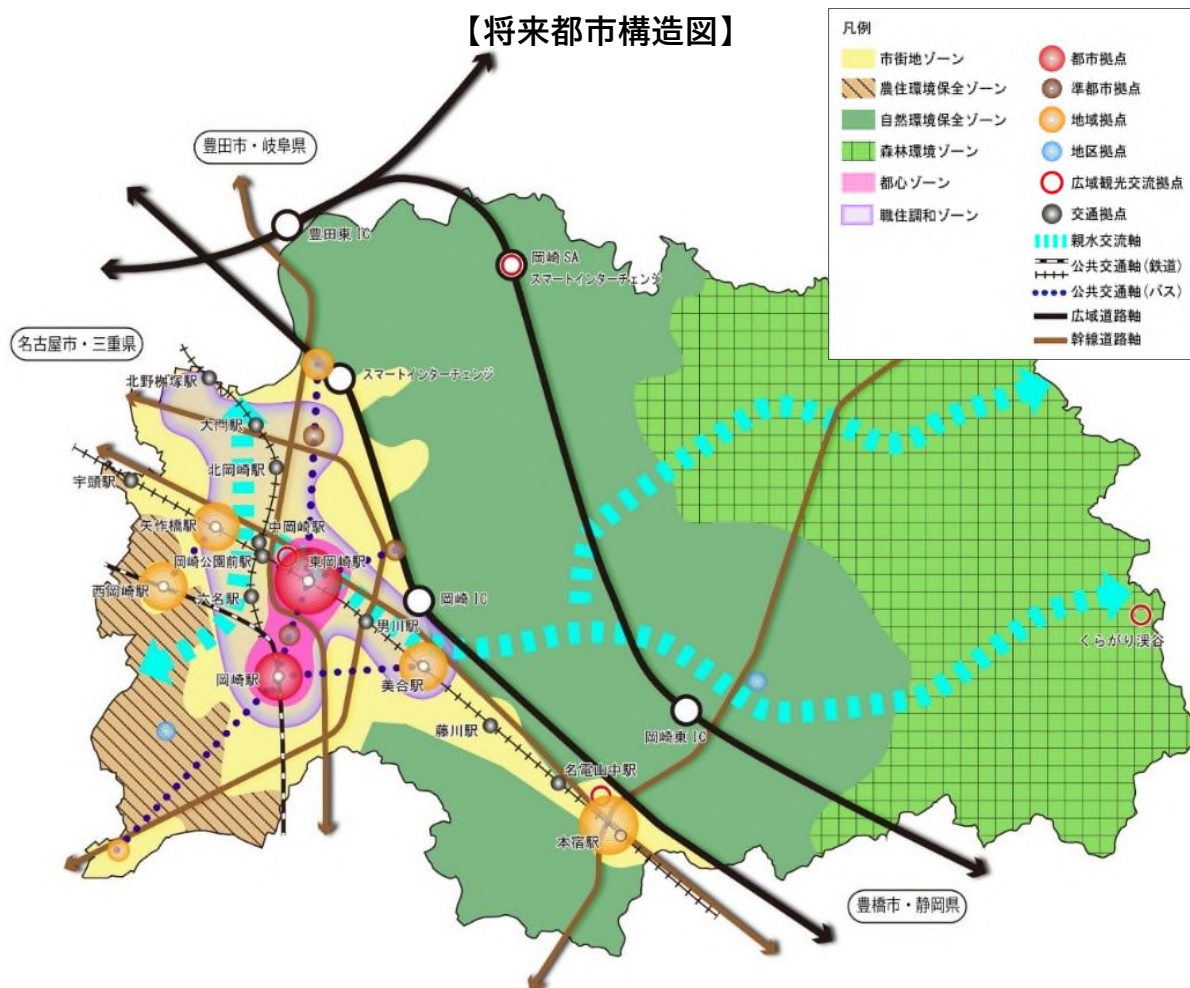 【将来都市構造図】
凡例
市街地ゾーン
農住環境保全ゾーン
自然環境保全ゾーン
森林環境ゾーン
都心ゾーン
職住調和ゾーン
都市拠点
準都市拠点
地域拠点
地区拠点
広域観光交流拠点
交通拠点
親水交流軸
公共交通軸(鉄道)
公共交通軸(バス)
広域道路軸
幹線道路軸
豊田市・岐阜県
豊田東IC
岡崎SA
スマートインターチェンジ
名古屋市・三重県
スマートインターチェンジ
北野桝塚駅
大門駅
北岡崎駅
宇頭駅
矢作橋駅
中岡崎駅
岡崎公園前駅
東岡崎駅
西岡崎駅
六名駅
岡崎IC
男川駅
くらがり渓谷
岡崎駅
美合駅
藤川駅
岡崎東IC
名電山中駅
本宿駅
豊橋市・静岡県